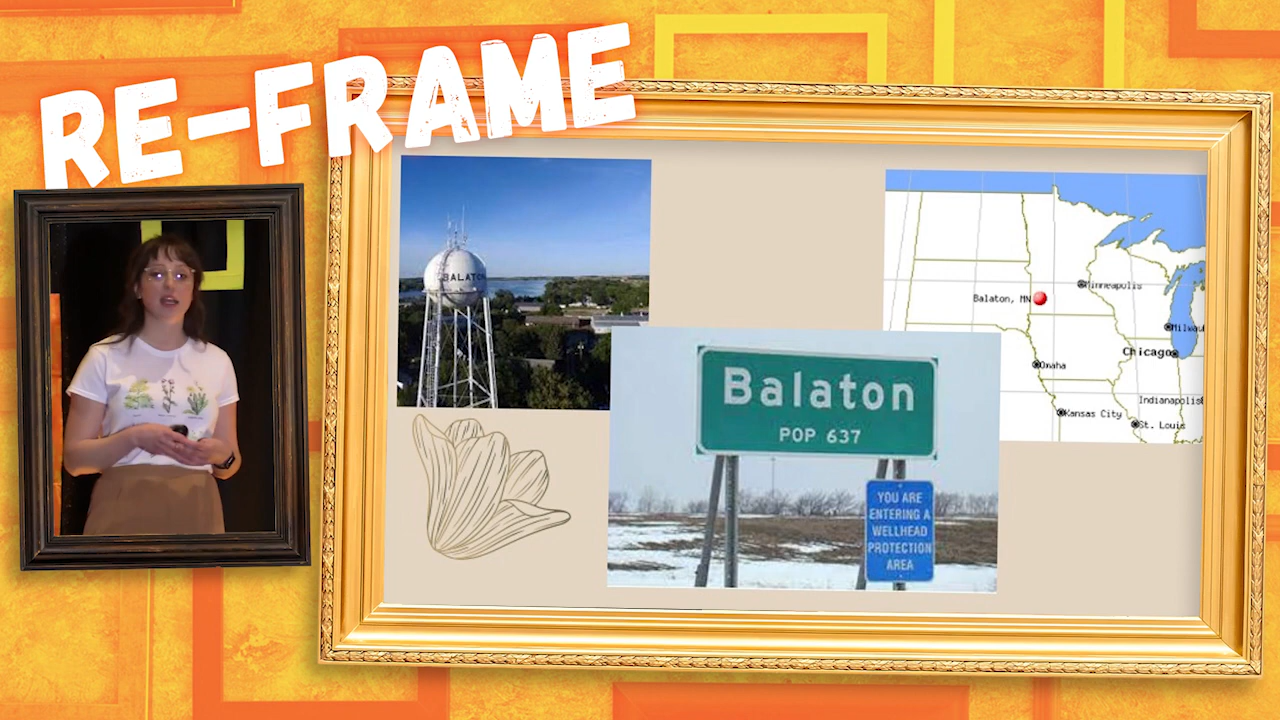 RE-FRAME
BALATON
Balaton, MN
Minneapolis
Milwau
Chicago
Omaha
Indianapolis
Kansas City
St. Louis
Balaton
POP 637
YOU ARE
ENTERING A
WELLHEAD
PROTECTION
AREA